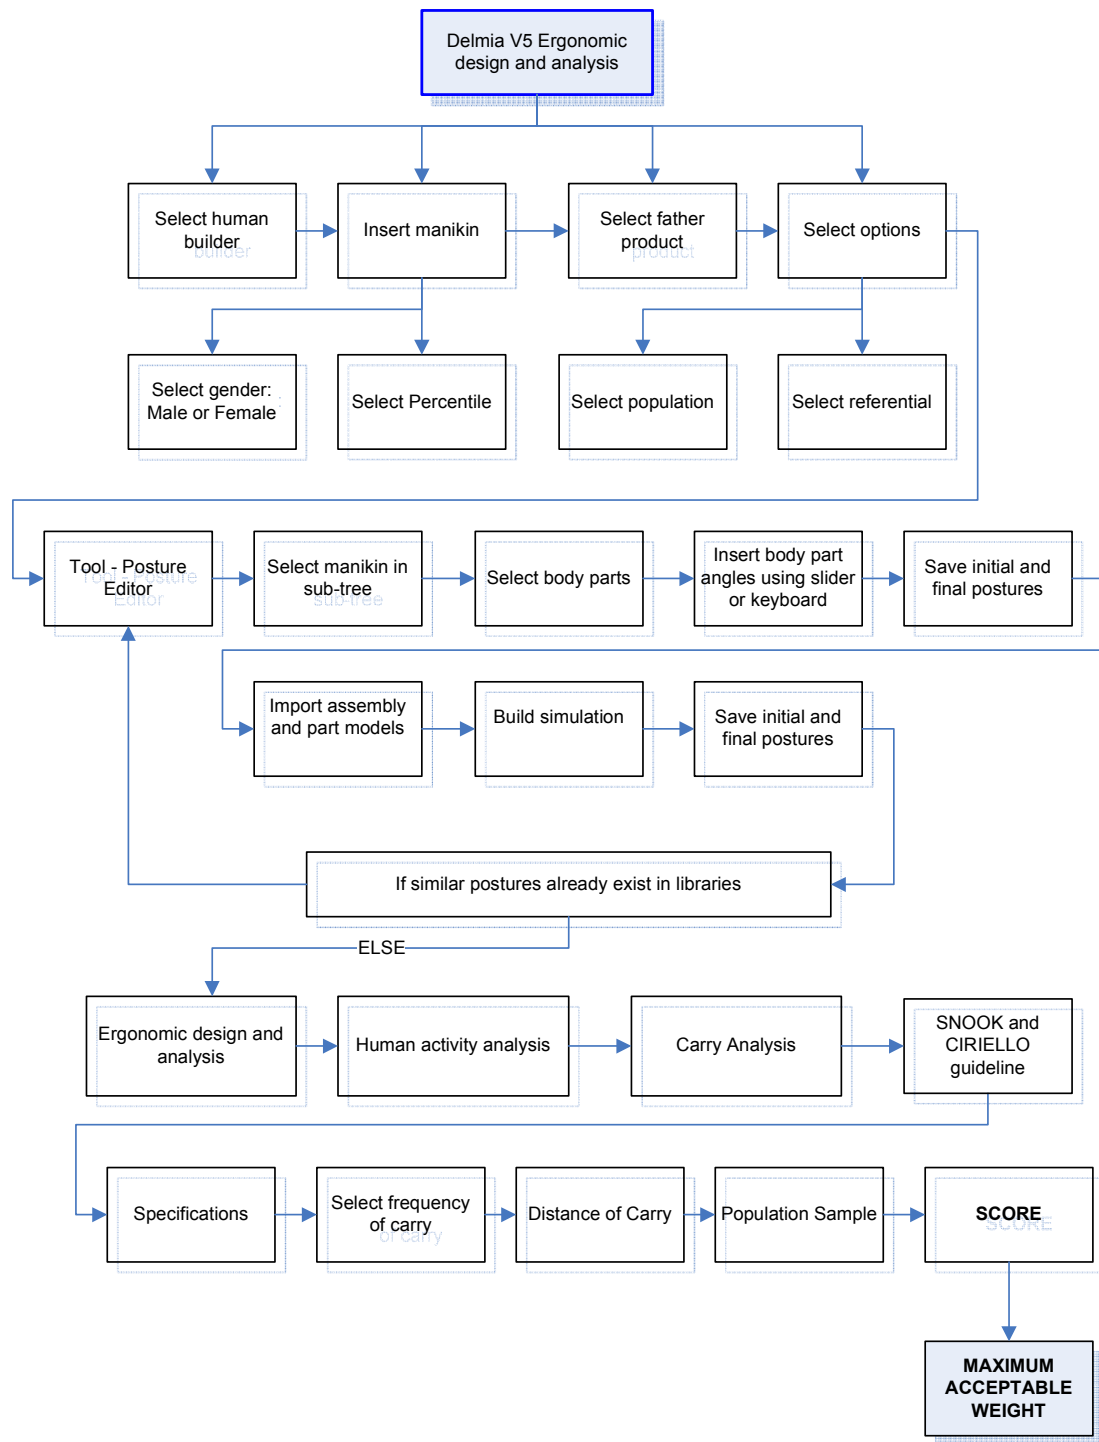 Delmia V5 Ergonomic
design and analysis
Select human
builder
Insert manikin
Select father
product
Select options
Select gender:
Male or Female
Select Percentile
Select population
Select referential
Tool - Posture
Editor
Select manikin in
sub-tree
Select body parts
Insert body part
angles using slider
or keyboard
Save initial and
final postures
Import assembly
and part models
Build simulation
Save initial and
final postures
If similar postures already exist in libraries
ELSE
Ergonomic design and
analysis
Human activity analysis
Carry Analysis
SNOOK and
CIRIELLO
guideline
Specifications
Select frequency
of carry
Distance of Carry
Population Sample
SCORE
MAXIMUM
ACCEPTABLE
WEIGHT